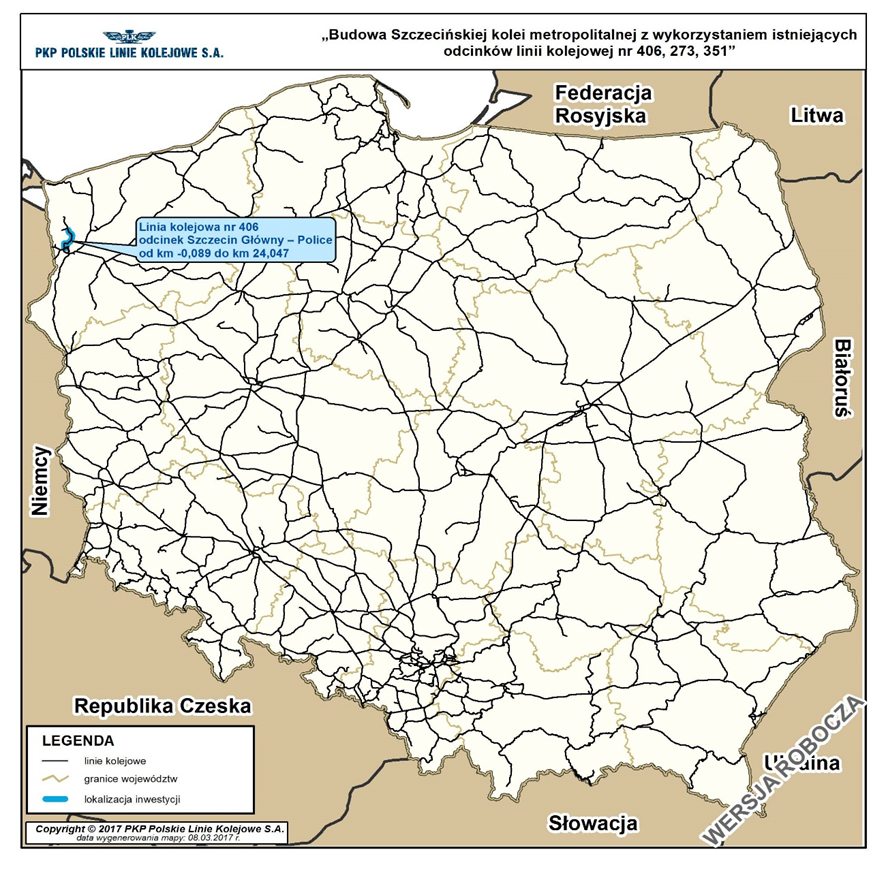 PLK
PKP POLSKIE LINIE KOLEJOWE S.A.
„Budowa Szczecińskiej kolei metropolitalnej z wykorzystaniem istniejących
odcinków linii kolejowej nr 406, 273, 351”
Federacja
Rosyjska
Litwa
Linia kolejowa nr 406
odcinek Szczecin Główny – Police
od km -0,089 do km 24,047
Białoruś
Niemcy
Republika Czeska
LEGENDA
linie kolejowe
granice województw
lokalizacja inwestycji
Ukraina
WERSJA ROBOCZA
Słowacja
Copyright © 2017 PKP Polskie Linie Kolejowe S.A.
data wygenerowania mapy: 08.03.2017 r.